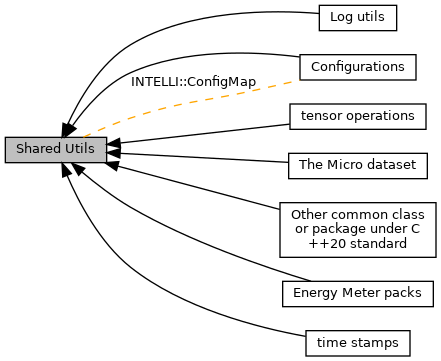 Log utils
Configurations
INTELLI::ConfigMap
tensor operations
Shared Utils
The Micro dataset
Other common class
or package under C
++20 standard
Energy Meter packs
time stamps